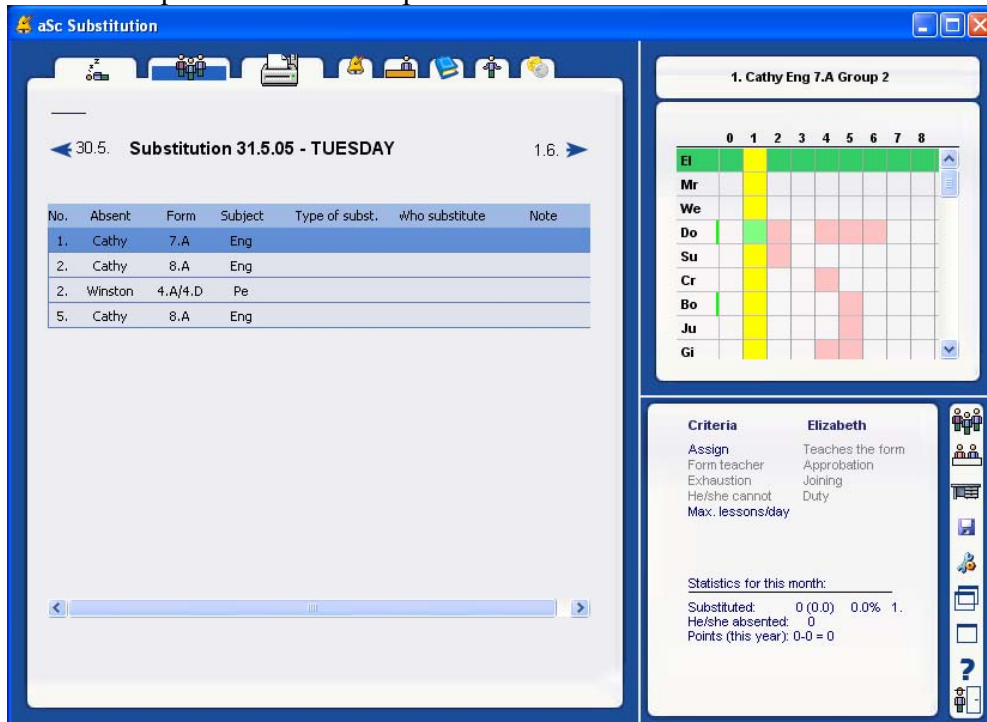 aSc Substitution
30.5. Substitution 31.5.05 - TUESDAY 1.6.
No. Absent Form Subject Type of subst. Who substitute Note
1. Cathy 7.A Eng
2. Cathy 8.A Eng
2. Winston 4.A/4.D Pe
5. Cathy 8.A Eng
1. Cathy Eng 7.A Group 2
0 1 2 3 4 5 6 7 8
El
Mr
We
Do
Su
Cr
Bo
Ju
Gi
Criteria Elizabeth
Assign Teaches the form
Form teacher Approbation
Exhaustion Joining
He/she cannot Duty
Max. lessons/day
Statistics for this month:
Substituted: 0 (0.0) 0.0% 1.
He/she absented: 0
Points (this year): 0-0 = 0